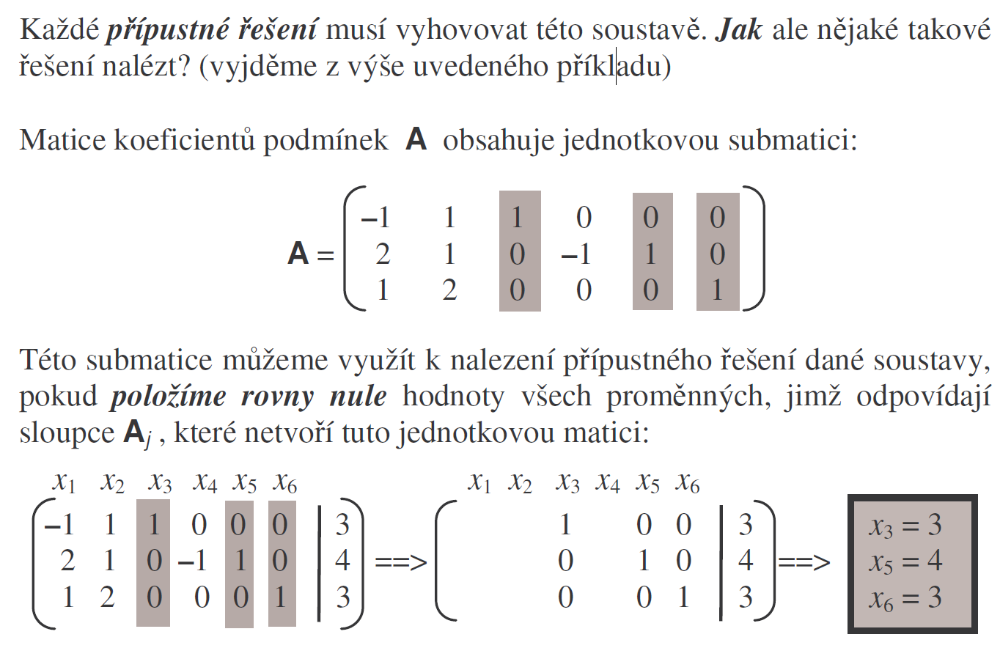 Každé přípustné řešení musí vyhovovat této soustavě. Jak ale nějaké takové
řešení nalézt? (vyjděme z výše uvedeného příkladu)
Matice koeficientů podmínek A obsahuje jednotkovou submatici:
–1 1 1 0 0 0
A = 2 1 0 –1 1 0
1 2 0 0 0 1
Této submatice můžeme využít k nalezení přípustného řešení dané soustavy,
pokud položíme rovny nule hodnoty všech proměnných, jimž odpovídají
sloupce Aj , které netvoří tuto jednotkovou matici:
x1 x2 x3 x4 x5 x6 x1 x2 x3 x4 x5 x6
–1 1 1 0 0 0 | 3 1 0 0 | 3 x3 = 3
2 1 0 –1 1 0 | 4 ==> 0 1 0 | 4 ==> x5 = 4
1 2 0 0 0 1 | 3 0 0 1 | 3 x6 = 3